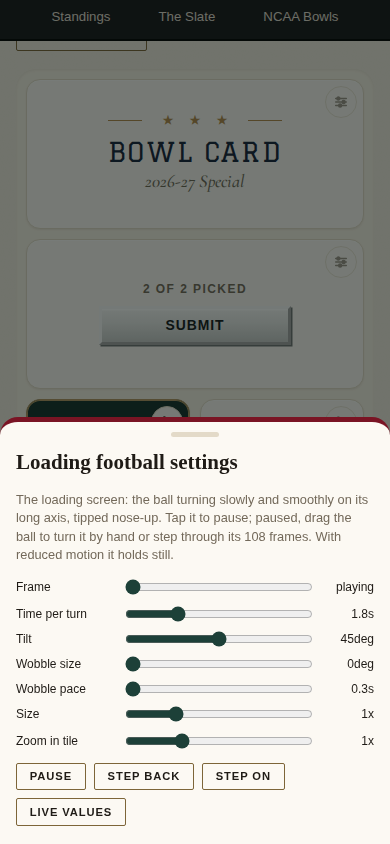 Standings The Slate NCAA Bowls
★ ★ ★
BOWL CARD
2026-27 Special
2 OF 2 PICKED
SUBMIT
Loading football settings
The loading screen: the ball turning slowly and smoothly on its
long axis, tipped nose-up. Tap it to pause; paused, drag the
ball to turn it by hand or step through its 108 frames. With
reduced motion it holds still.
Frame playing
Time per turn 1.8s
Tilt 45deg
Wobble size 0deg
Wobble pace 0.3s
Size 1x
Zoom in tile 1x
PAUSE STEP BACK STEP ON
LIVE VALUES